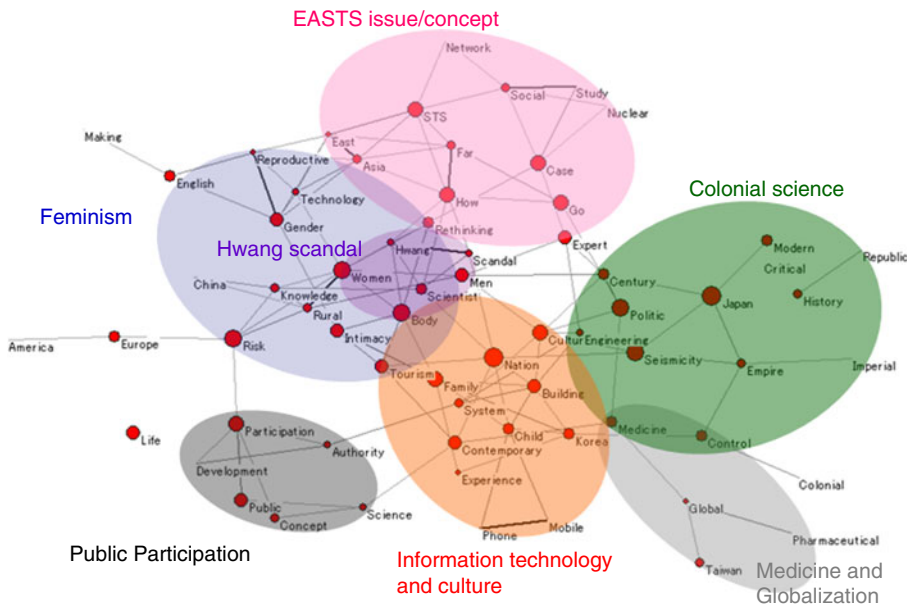 EASTS issue/concept
Network
Social
Study
Nuclear
STS
Making
East
Far
Reproductive
Asia
Case
English
Technology
How
Colonial science
Feminism
Gender
Go
Rethinking
Modern
Hwang scandal
Hwang
Expert
Republic
Scandal
Critical
Women
Men
Century
China
Knowledge
Scientist
History
Rural
Body
Politic
Japan
Intimacy
Cultur
Engineering
America
Europe
Risk
Nation
Seismicity
Tourism
Family
Empire
Imperial
Building
System
Participation
Child
Korea
Medicine
Control
Life
Authority
Contemporary
Development
Experience
Colonial
Public
Science
Global
Concept
Mobile
Phone
Pharmaceutical
Public Participation
Information technology
and culture
Taiwan
Medicine and
Globalization